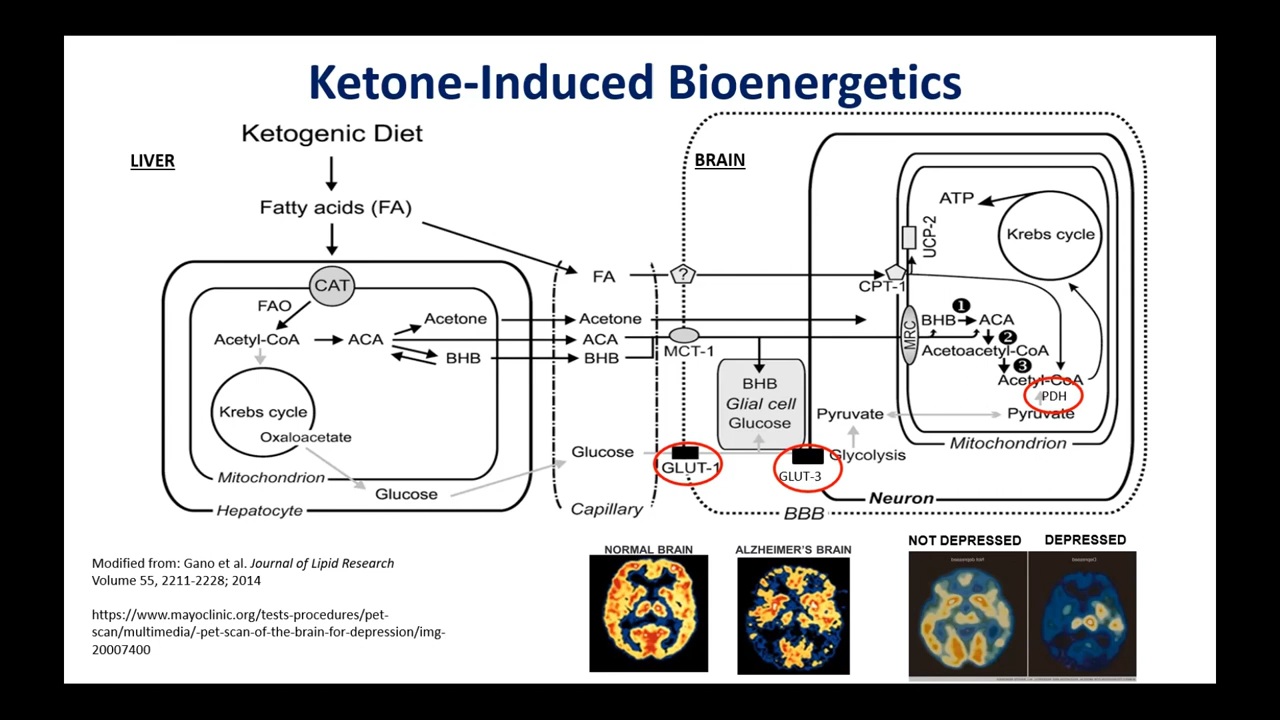 Ketone-Induced Bioenergetics
Ketogenic Diet
LIVER
Fatty acids (FA)
CAT
FAO
Acetyl-CoA
ACA
Acetone
BHB
Krebs cycle
Oxaloacetate
Mitochondrion
Glucose
Hepatocyte
FA
Acetone
ACA
BHB
Glucose
Capillary
BRAIN
?
MCT-1
GLUT-1
BHB
Glial cell
Glucose
GLUT-3
BBB
ATP
Krebs cycle
UCP-2
CPT-1
MRC
BHB
1
ACA
2
Acetoacetyl-CoA
3
Acetyl-CoA
PDH
Pyruvate
Pyruvate
Mitochondrion
Glycolysis
Neuron
Modified from: Gano et al. Journal of Lipid Research
Volume 55, 2211-2228; 2014
https://www.mayoclinic.org/tests-procedures/pet-
scan/multimedia/-pet-scan-of-the-brain-for-depression/img-
20007400
NORMAL BRAIN
ALZHEIMER'S BRAIN
NOT DEPRESSED
DEPRESSED